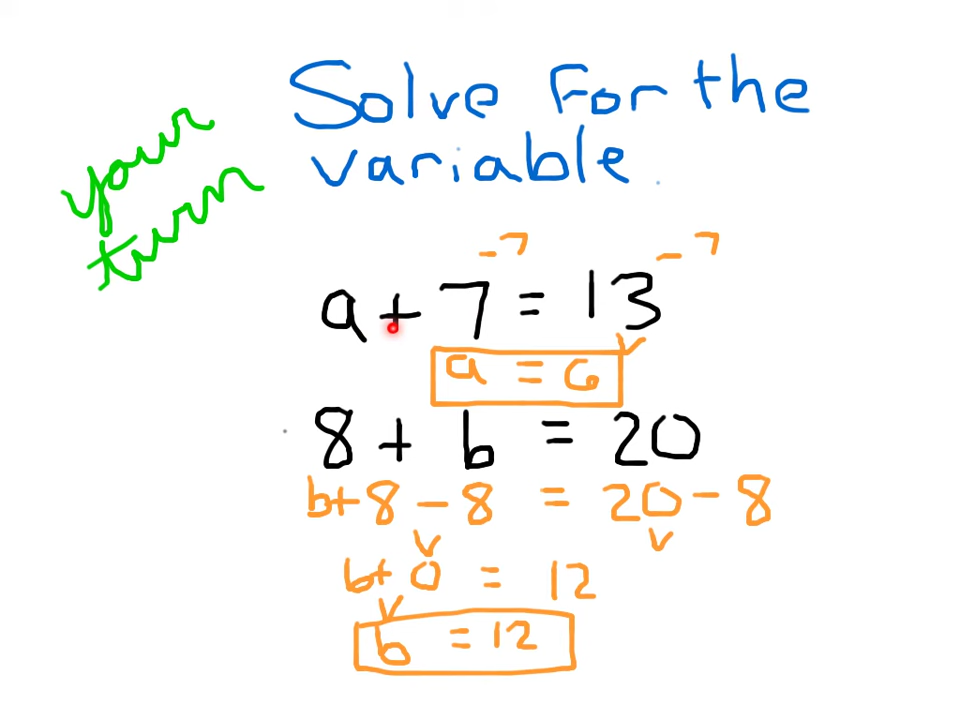 your
turn
Solve for the
variable
-7 -7
a + 7 = 13
a = 6
8 + b = 20
b+8 - 8 = 20 - 8
b+ 0 = 12
b = 12